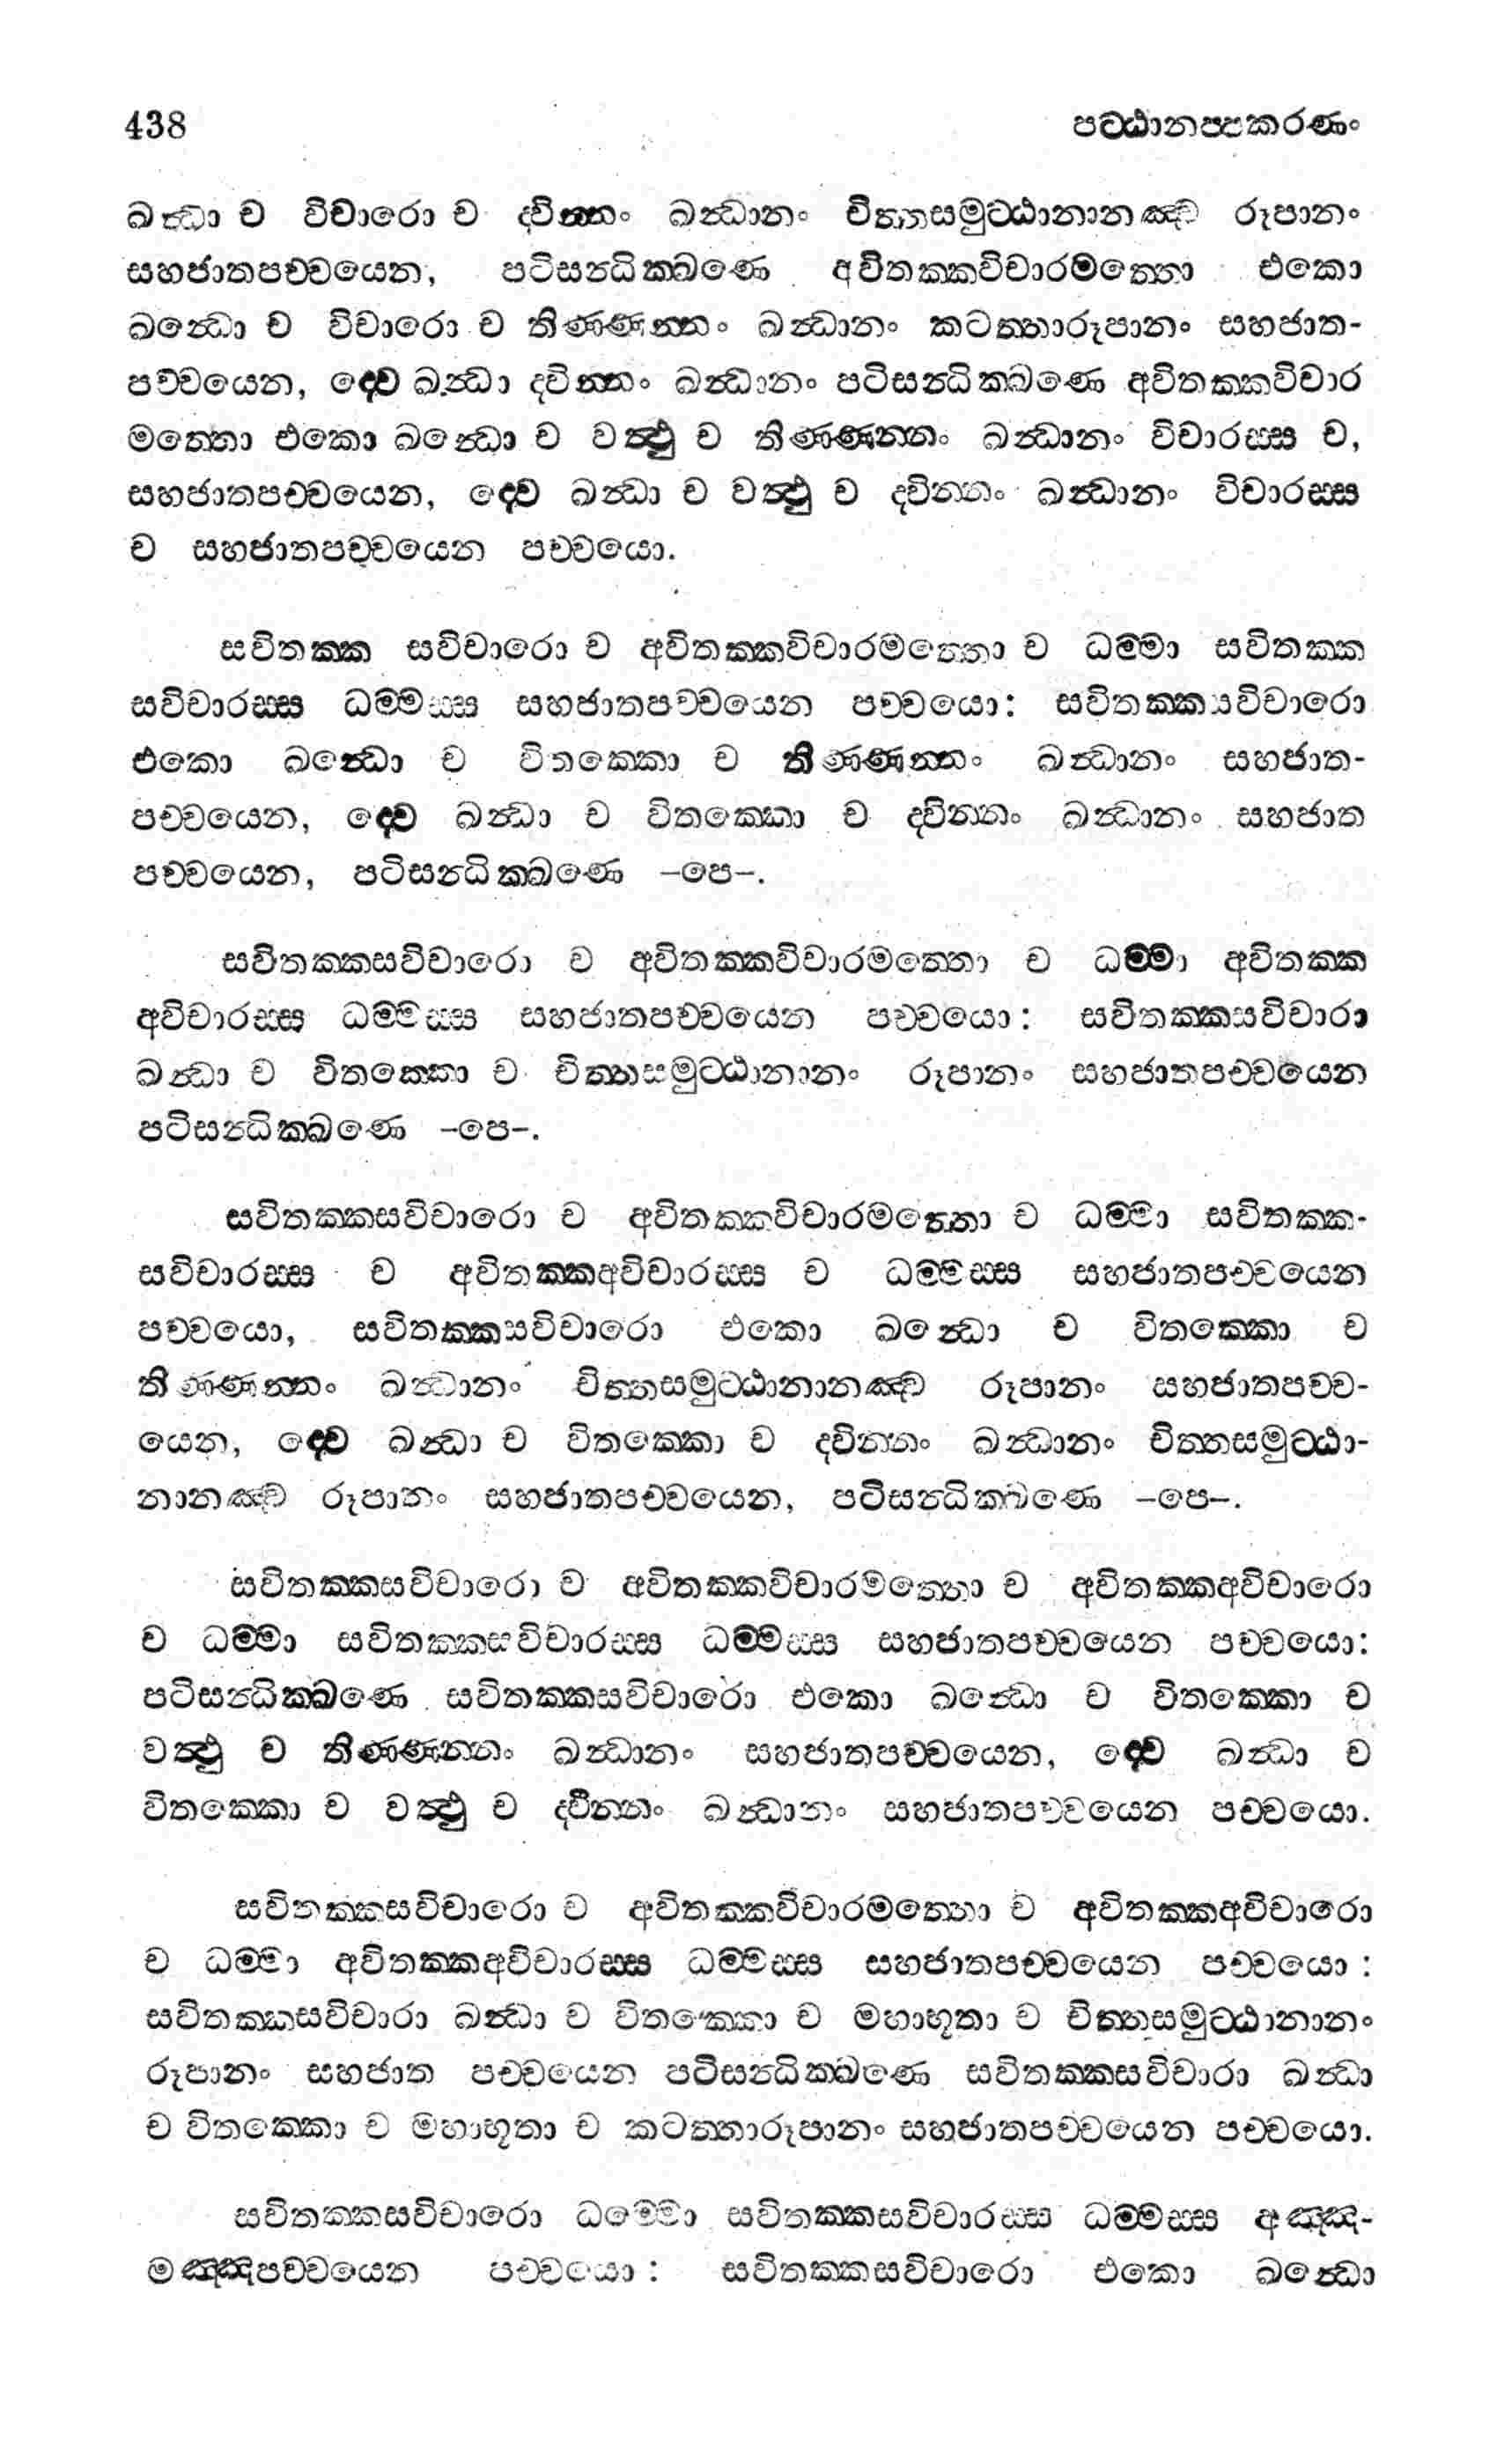 438 පට්ඨානප්පකරණං
ඛන්ධා ච විචාරො ච ද්වින්නං ඛන්ධානං චිත්තසමුට්ඨානානඤ්ච රූපානං
සහජාතපච්චයෙන, පටිසන්ධික්ඛණෙ අවිතක්කවිචාරමත්තො එකො
ඛන්ධො ච විචාරො ච තිණ්ණන්නං ඛන්ධානං කටත්තාරූපානං සහජාත-
පච්චයෙන, ද්වෙ ඛන්ධා ද්වින්නං ඛන්ධානං පටිසන්ධික්ඛණෙ අවිතක්කවිචාර
මත්තො එකො ඛන්ධො ච වත්ථු ච තිණ්ණන්නං ඛන්ධානං විචාරස්ස ච,
සහජාතපච්චයෙන, ද්වෙ ඛන්ධා ච වත්ථු ච ද්වින්නං ඛන්ධානං විචාරස්ස
ච සහජාතපච්චයෙන පච්චයො.
සවිතක්ක සවිචාරො ච අවිතක්කවිචාරමත්තො ච ධම්මා සවිතක්ක
සවිචාරස්ස ධම්මස්ස සහජාතපච්චයෙන පච්චයො: සවිතක්කසවිචාරො
එකො ඛන්ධො ච විතක්කො ච තිණ්ණන්නං ඛන්ධානං සහජාත-
පච්චයෙන, ද්වෙ ඛන්ධා ච විතක්කො ච ද්වින්නං ඛන්ධානං සහජාත
පච්චයෙන, පටිසන්ධික්ඛණෙ –පෙ–.
සවිතක්කසවිචාරො ච අවිතක්කවිචාරමත්තො ච ධම්මා අවිතක්ක
අවිචාරස්ස ධම්මස්ස සහජාතපච්චයෙන පච්චයො: සවිතක්කසවිචාරා
ඛන්ධා ච විතක්කො ච චිත්තසමුට්ඨානානං රූපානං සහජාතපච්චයෙන
පටිසන්ධික්ඛණෙ –පෙ–.
සවිතක්කසවිචාරො ච අවිතක්කවිචාරමත්තො ච ධම්මා සවිතක්ක-
සවිචාරස්ස ච අවිතක්කඅවිචාරස්ස ච ධම්මස්ස සහජාතපච්චයෙන
පච්චයො, සවිතක්කසවිචාරො එකො ඛන්ධො ච විතක්කො ච
තිණ්ණන්නං ඛන්ධානං චිත්තසමුට්ඨානානඤ්ච රූපානං සහජාතපච්ච-
යෙන, ද්වෙ ඛන්ධා ච විතක්කො ච ද්වින්නං ඛන්ධානං චිත්තසමුට්ඨා-
නානඤ්ච රූපානං සහජාතපච්චයෙන, පටිසන්ධික්ඛණෙ –පෙ–.
සවිතක්කසවිචාරො ච අවිතක්කවිචාරමත්තො ච අවිතක්කඅවිචාරො
ච ධම්මා සවිතක්කසවිචාරස්ස ධම්මස්ස සහජාතපච්චයෙන පච්චයො:
පටිසන්ධික්ඛණෙ සවිතක්කසවිචාරො එකො ඛන්ධො ච විතක්කො ච
වත්ථු ච තිණ්ණන්නං ඛන්ධානං සහජාතපච්චයෙන, ද්වෙ ඛන්ධා ච
විතක්කො ච වත්ථු ච ද්වින්නං ඛන්ධානං සහජාතපච්චයෙන පච්චයො.
සවිතක්කසවිචාරො ච අවිතක්කවිචාරමත්තො ච අවිතක්කඅවිචාරො
ච ධම්මා අවිතක්කඅවිචාරස්ස ධම්මස්ස සහජාතපච්චයෙන පච්චයො :
සවිතක්කසවිචාරා ඛන්ධා ච විතක්කො ච මහාභූතා ච චිත්තසමුට්ඨානානං
රූපානං සහජාත පච්චයෙන පටිසන්ධික්ඛණෙ සවිතක්කසවිචාරා ඛන්ධා
ච විතක්කො ච මහාභූතා ච කටත්තාරූපානං සහජාතපච්චයෙන පච්චයො.
සවිතක්කසවිචාරො ධම්මො සවිතක්කසවිචාරස්ස ධම්මස්ස අඤ්ඤ-
මඤ්ඤපච්චයෙන පච්චයො : සවිතක්කසවිචාරො එකො ඛන්ධො